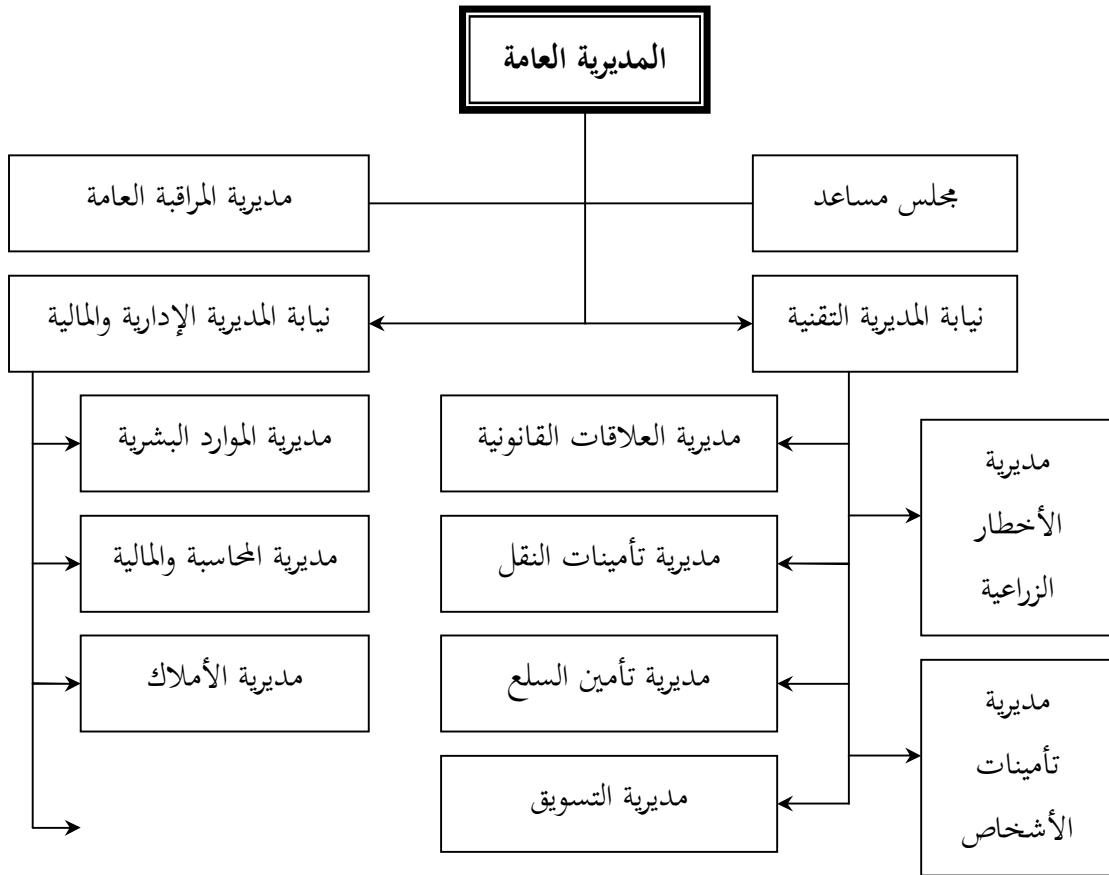 المديرية العامة
مجلس مساعد
مديرية المراقبة العامة
نيابة المديرية التقنية
نيابة المديرية الإدارية والمالية
مديرية
الأخطار
الزراعية
مديرية العلاقات القانونية
مديرية الموارد البشرية
مديرية تأمينات النقل
مديرية المحاسبة والمالية
مديرية
تأمينات
الأشخاص
مديرية تأمين السلع
مديرية الأملاك
مديرية التسويق